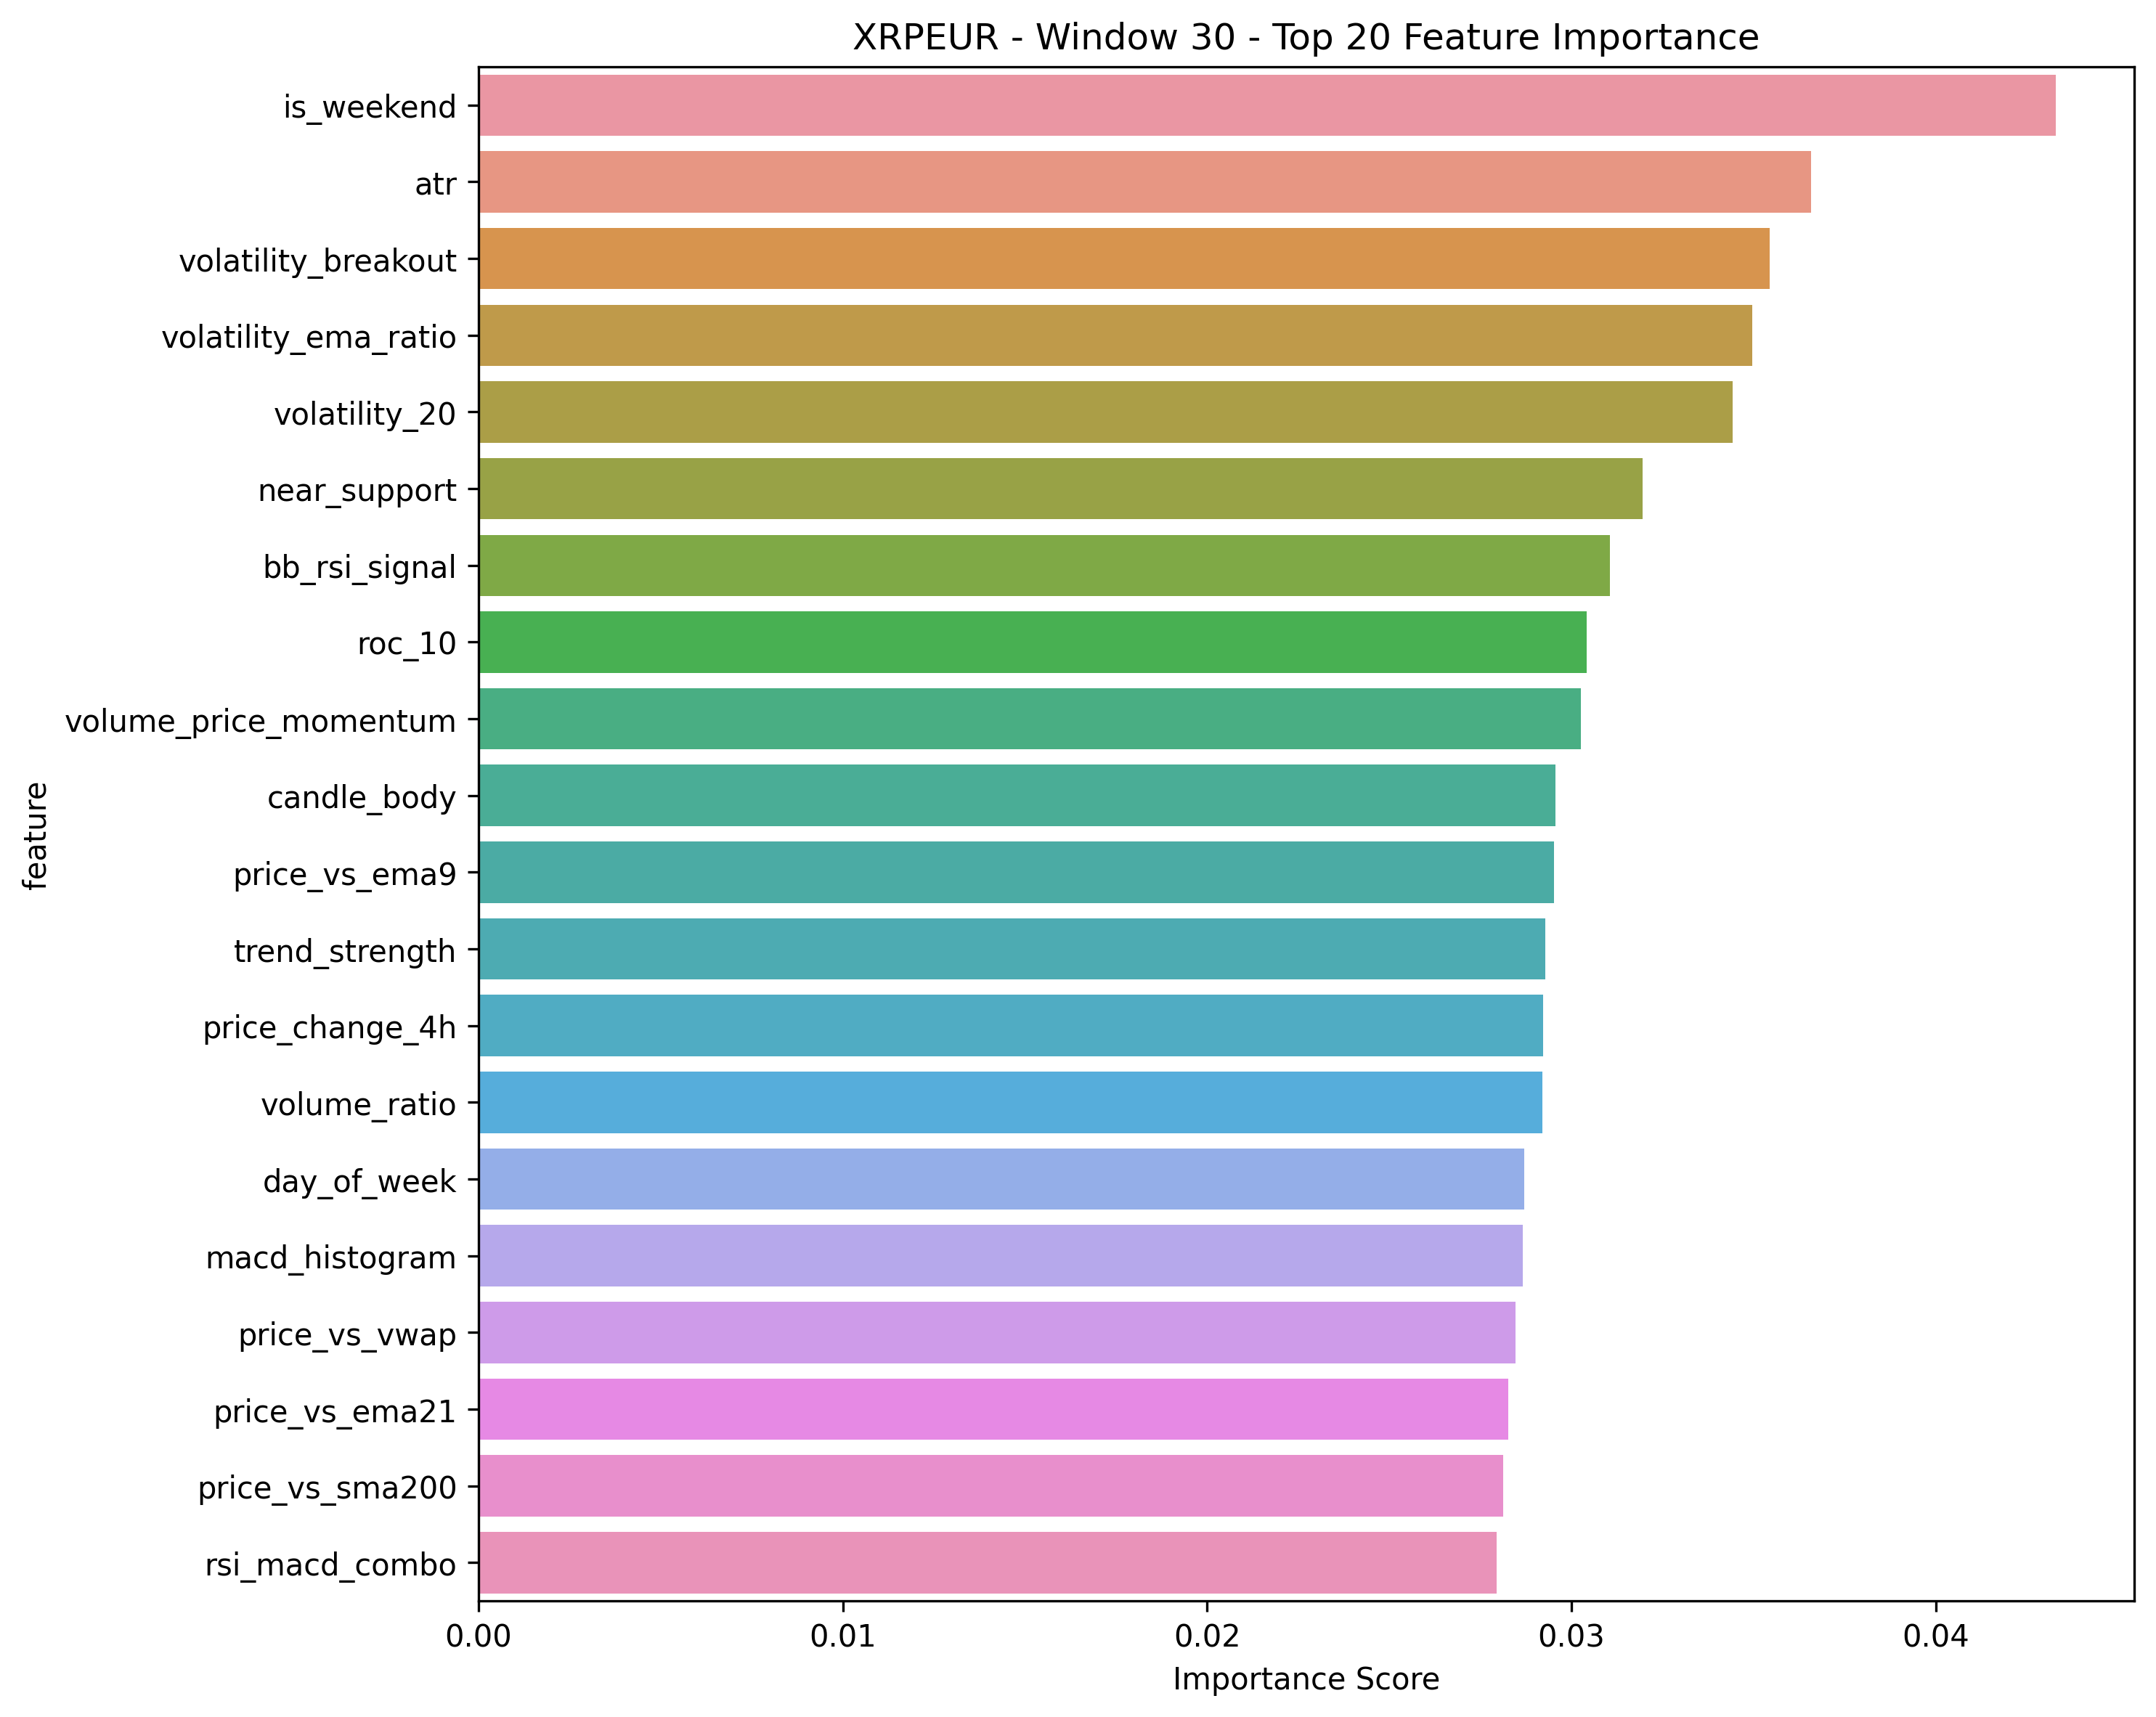 XRPEUR - Window 30 - Top 20 Feature Importance
is_weekend
atr
volatility_breakout
volatility_ema_ratio
volatility_20
near_support
bb_rsi_signal
roc_10
volume_price_momentum
candle_body
price_vs_ema9
trend_strength
price_change_4h
volume_ratio
day_of_week
macd_histogram
price_vs_vwap
price_vs_ema21
price_vs_sma200
rsi_macd_combo
feature
0.00 0.01 0.02 0.03 0.04
Importance Score